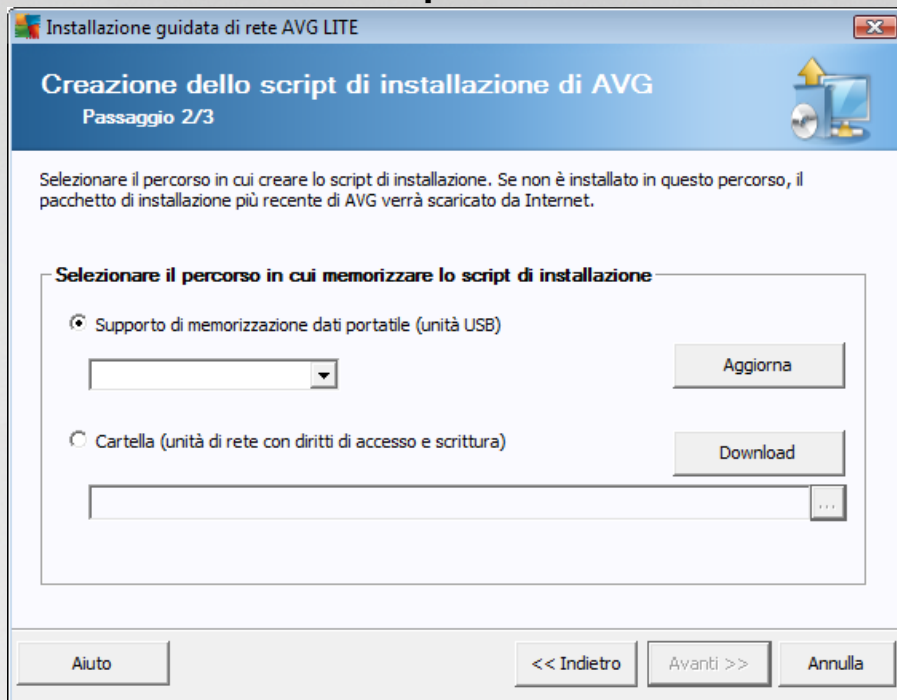 Installazione guidata di rete AVG LITE
Creazione dello script di installazione di AVG
Passaggio 2/3
Selezionare il percorso in cui creare lo script di installazione. Se non è installato in questo percorso, il
pacchetto di installazione più recente di AVG verrà scaricato da Internet.
Selezionare il percorso in cui memorizzare lo script di installazione
Supporto di memorizzazione dati portatile (unità USB)
Aggiorna
Cartella (unità di rete con diritti di accesso e scrittura)
Download
...
Aiuto
<< Indietro
Avanti >>
Annulla